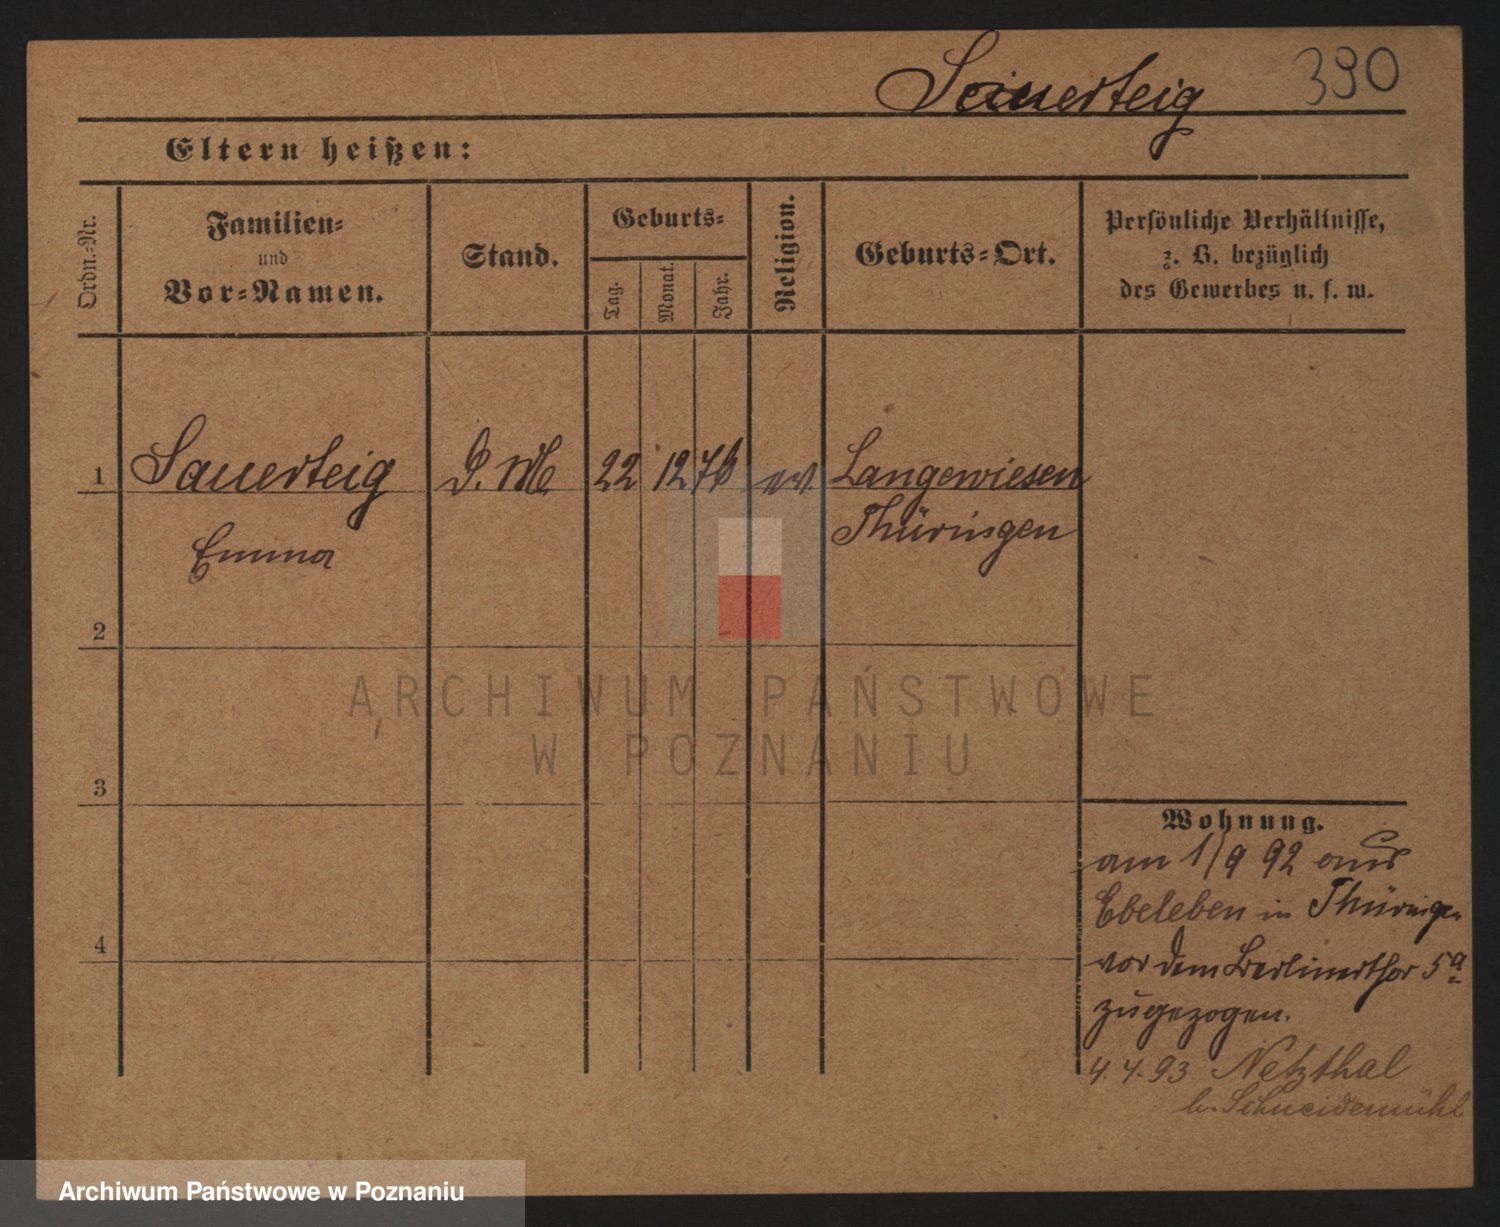 Sauerteig 390
Eltern heißen:
Ordn.-Nr.
Familien-
und
Vor-Namen.
Stand.
Geburts-
Tag.
Monat.
Jahr.
Religion.
Geburts-Ort.
Persönliche Verhältnisse,
z. B. bezüglich
des Gewerbes u. s. w.
1 Sauerteig 22 12 76 ev. Langewiesen
Emma Thüringen
2
3
4
Wohnung.
am 1/9 92 aus
Ebeleben in Thüringen
vor dem Berlinerthor 5a
zugezogen.
4.4.93 Netzthal
b. Schneidemühl
ARCHIWUM PAŃSTWOWE
W POZNANIU
Archiwum Państwowe w Poznaniu